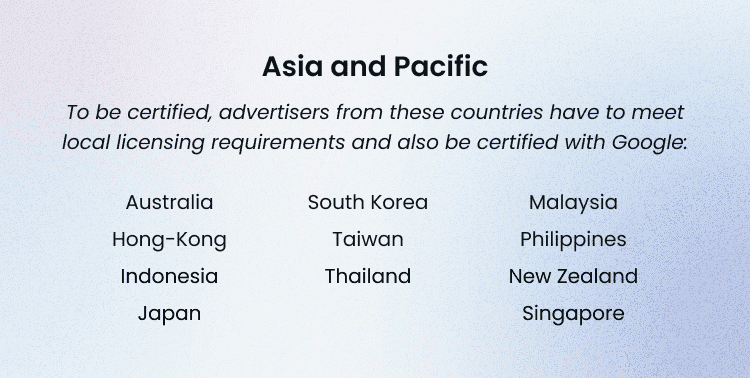 Asia and Pacific
To be certified, advertisers from these countries have to meet
local licensing requirements and also be certified with Google:
Australia South Korea Malaysia
Hong-Kong Taiwan Philippines
Indonesia Thailand New Zealand
Japan Singapore